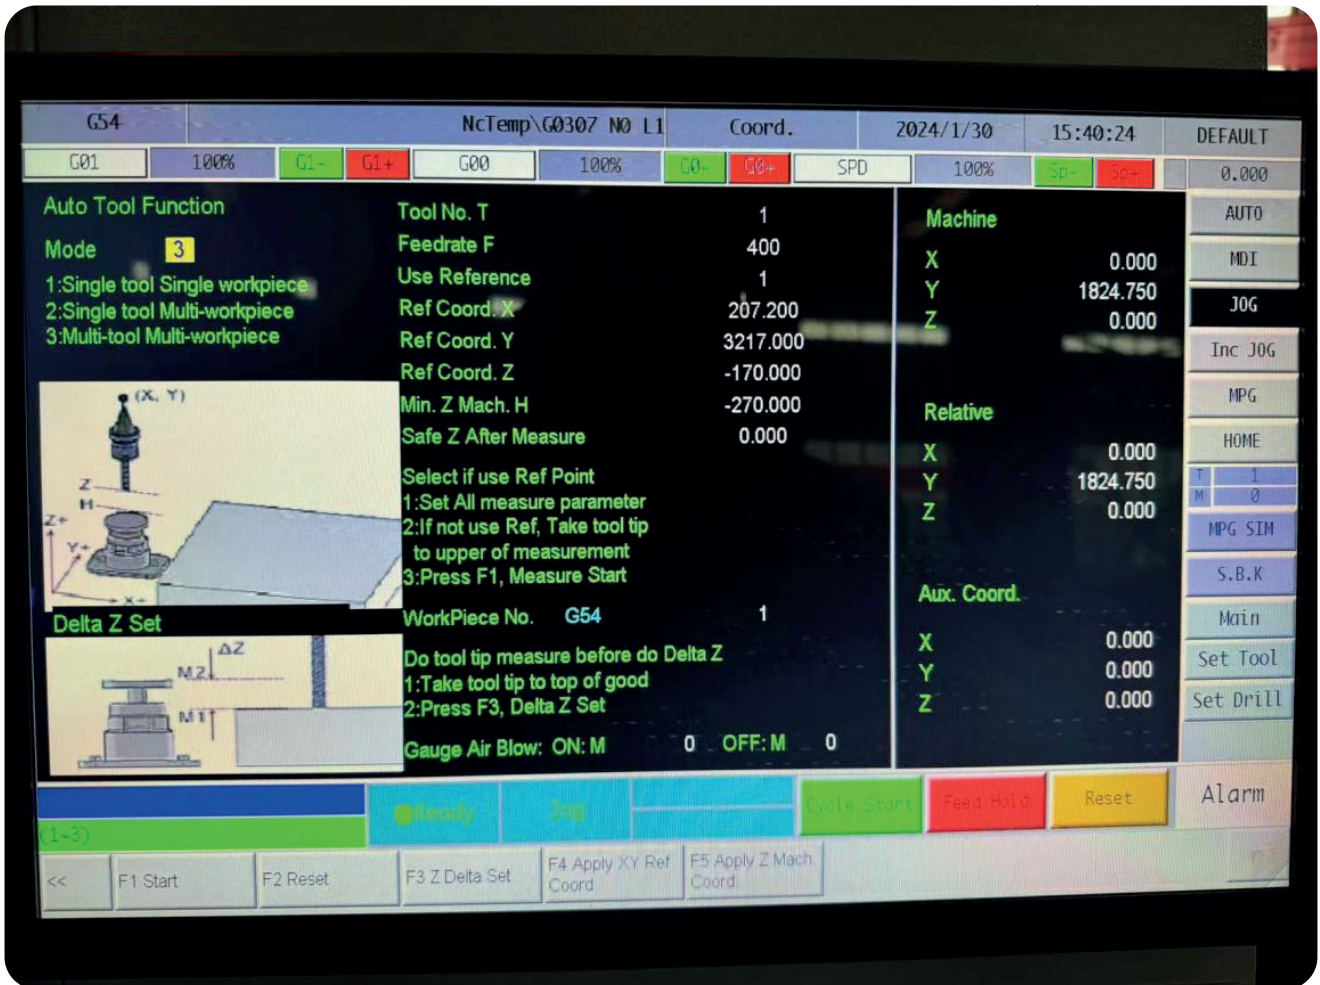 G54 NcTemp\G0307 N0 L1 Coord. 2024/1/30 15:40:24 DEFAULT
G01 100% G1- G1+ G00 100% G0- G0+ SPD 100% Sp- Sp+ 0.000
Auto Tool Function
Mode 3
1:Single tool Single workpiece
2:Single tool Multi-workpiece
3:Multi-tool Multi-workpiece
(X, Y)
Z
H
Z+
Y+
X+
Delta Z Set
ΔZ
M2
M1
Tool No. T 1
Feedrate F 400
Use Reference 1
Ref Coord. X 207.200
Ref Coord. Y 3217.000
Ref Coord. Z -170.000
Min. Z Mach. H -270.000
Safe Z After Measure 0.000
Select if use Ref Point
1:Set All measure parameter
2:If not use Ref, Take tool tip
to upper of measurement
3:Press F1, Measure Start
WorkPiece No. G54 1
Do tool tip measure before do Delta Z
1:Take tool tip to top of good
2:Press F3, Delta Z Set
Gauge Air Blow: ON: M 0 OFF: M 0
Machine
X 0.000
Y 1824.750
Z 0.000
Relative
X 0.000
Y 1824.750
Z 0.000
Aux. Coord.
X 0.000
Y 0.000
Z 0.000
AUTO
MDI
JOG
Inc JOG
MPG
HOME
T 1
M 0
MPG SIM
S.B.K
Main
Set Tool
Set Drill
Alarm
(1~3)
Ready Jog Cycle Start Feed Hold Reset
<< F1 Start F2 Reset F3 Z Delta Set F4 Apply XY Ref Coord. F5 Apply Z Mach. Coord.